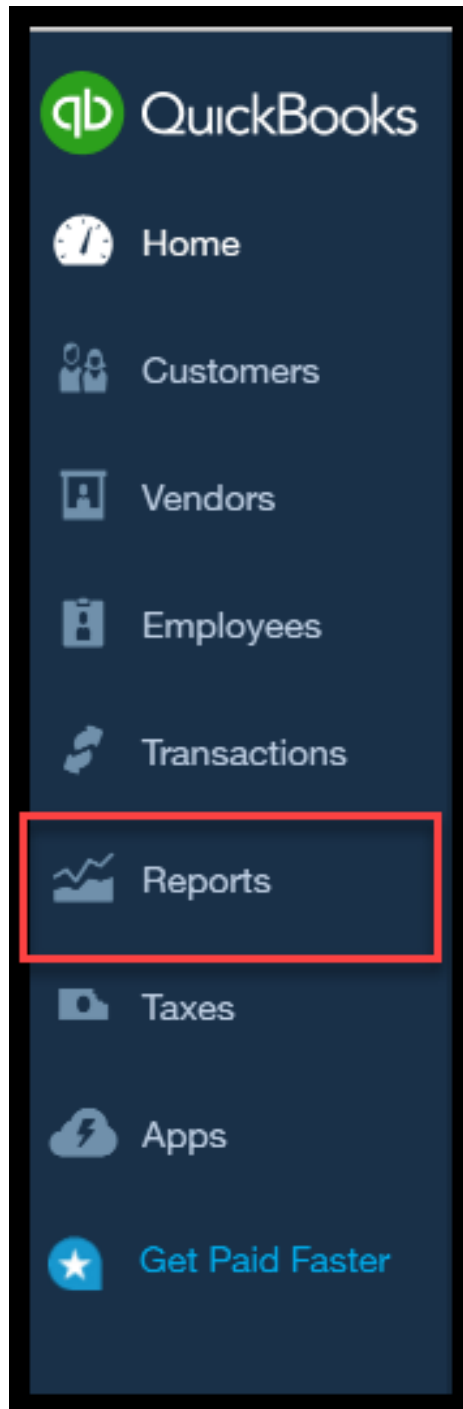 qb QuickBooks
Home
Customers
Vendors
Employees
Transactions
Reports
Taxes
Apps
Get Paid Faster